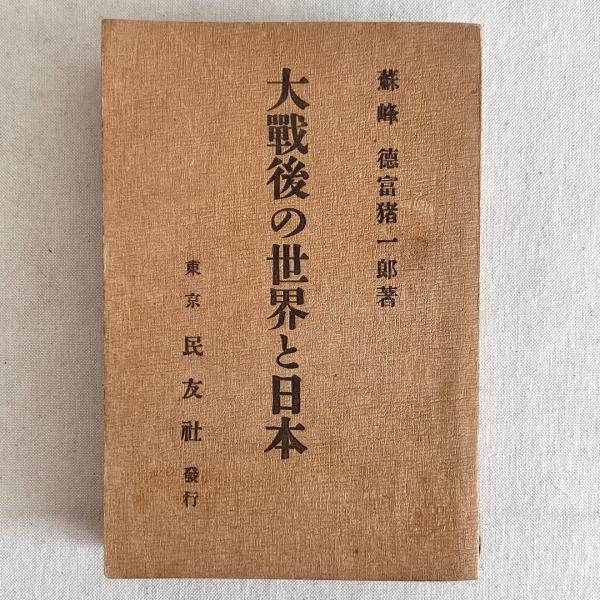 蘇峰 德富猪一郎著
大戰後の世界と日本
東京 民友社 發行